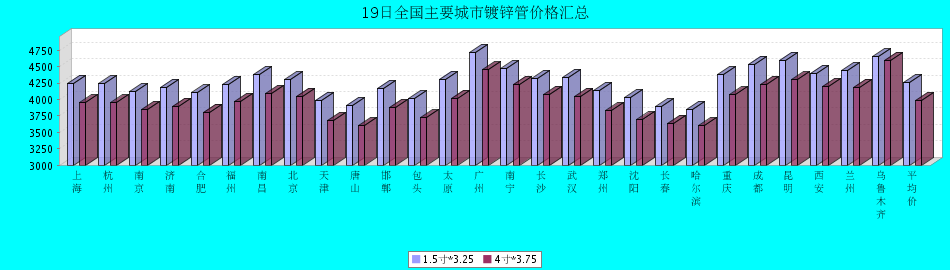 19日全国主要城市镀锌管价格汇总
4750
4500
4250
4000
3750
3500
3250
3000
上海
杭州
南京
济南
合肥
福州
南昌
北京
天津
唐山
邯郸
包头
太原
广州
南宁
长沙
武汉
郑州
沈阳
长春
哈尔滨
重庆
成都
昆明
西安
兰州
乌鲁木齐
平均价
1.5寸*3.25
4寸*3.75